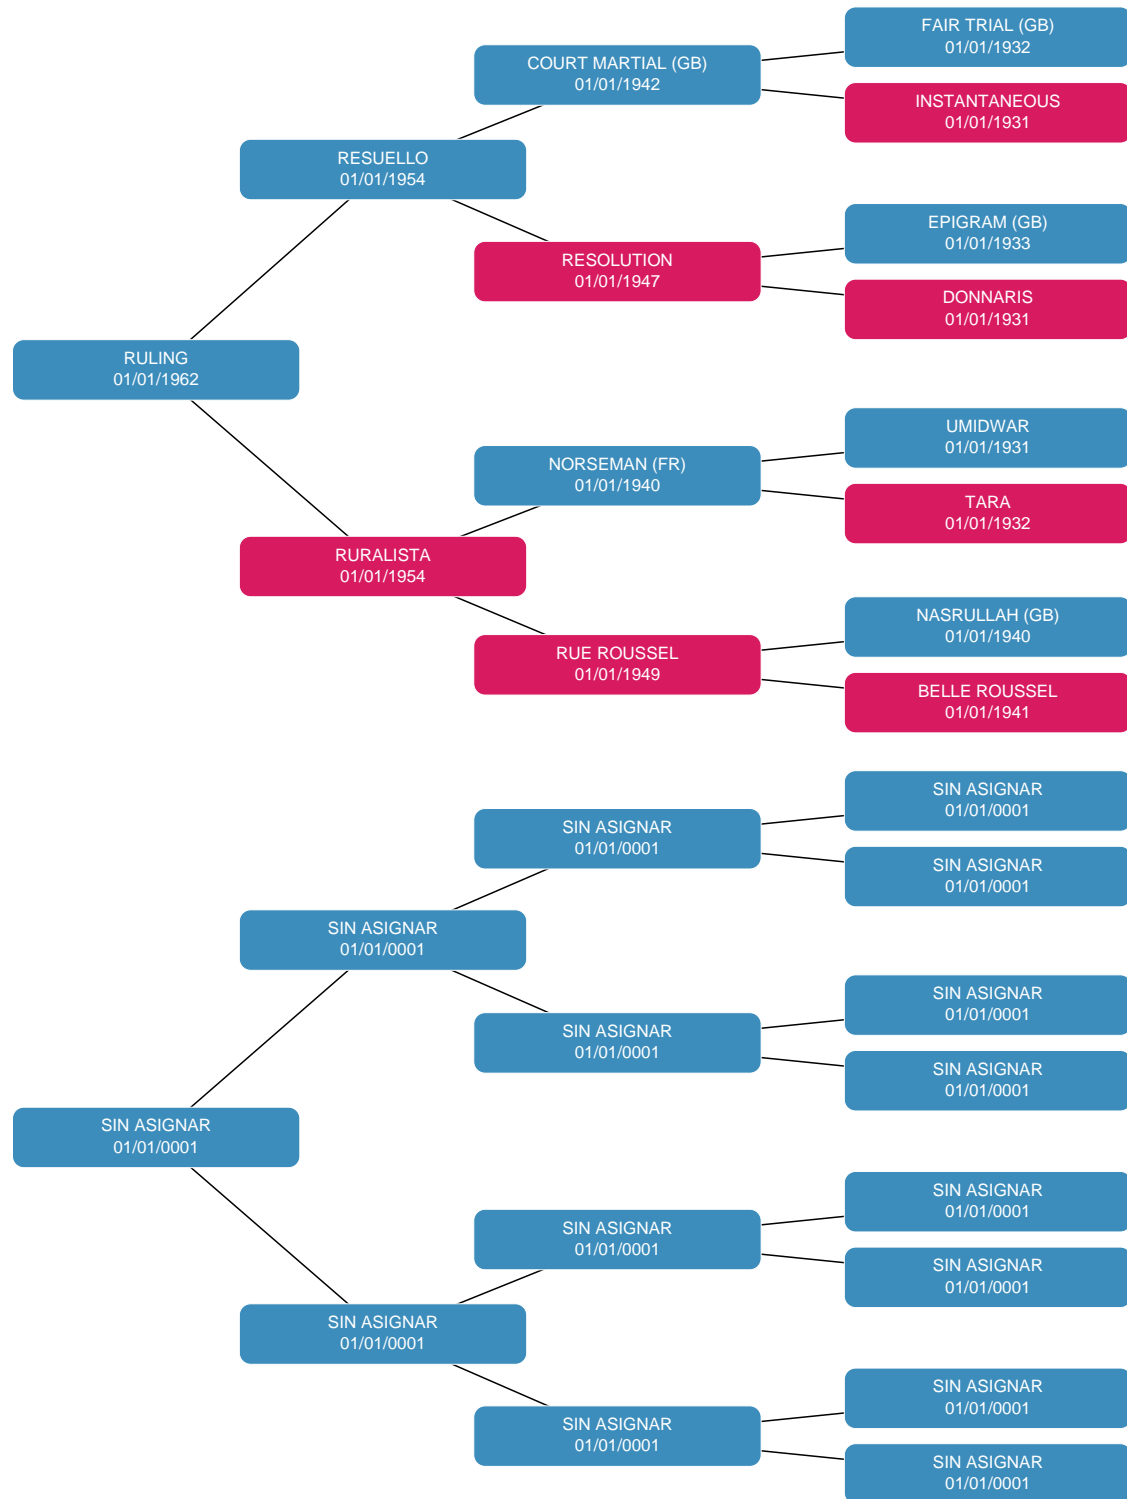 FAIR TRIAL (GB)
01/01/1932
COURT MARTIAL (GB)
01/01/1942
INSTANTANEOUS
01/01/1931
RESUELLO
01/01/1954
EPIGRAM (GB)
01/01/1933
RESOLUTION
01/01/1947
DONNARIS
01/01/1931
RULING
01/01/1962
UMIDWAR
01/01/1931
NORSEMAN (FR)
01/01/1940
TARA
01/01/1932
RURALISTA
01/01/1954
NASRULLAH (GB)
01/01/1940
RUE ROUSSEL
01/01/1949
BELLE ROUSSEL
01/01/1941
SIN ASIGNAR
01/01/0001
SIN ASIGNAR
01/01/0001
SIN ASIGNAR
01/01/0001
SIN ASIGNAR
01/01/0001
SIN ASIGNAR
01/01/0001
SIN ASIGNAR
01/01/0001
SIN ASIGNAR
01/01/0001
SIN ASIGNAR
01/01/0001
SIN ASIGNAR
01/01/0001
SIN ASIGNAR
01/01/0001
SIN ASIGNAR
01/01/0001
SIN ASIGNAR
01/01/0001
SIN ASIGNAR
01/01/0001
SIN ASIGNAR
01/01/0001
SIN ASIGNAR
01/01/0001